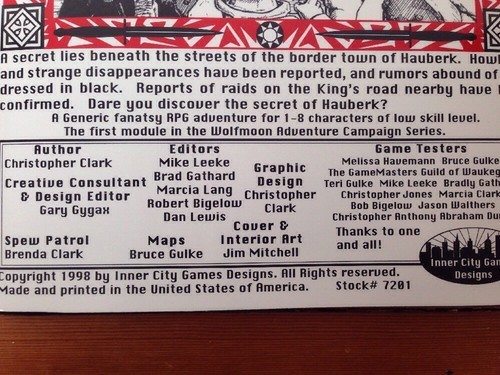 A secret lies beneath the streets of the border town of Hauberk.
and strange disappearances have been reported, and rumors abound of
dressed in black. Reports of raids on the King's road nearby have
confirmed. Dare you discover the secret of Hauberk?
A Generic fanatsy RPG adventure for 1-8 characters of low skill level.
The first module in the Wolfmoon Adventure Campaign Series.
Author
Christopher Clark
Creative Consultant
& Design Editor
Gary Gygax
Spew Patrol
Brenda Clark
Editors
Mike Leeke
Brad Gathard
Marcia Lang
Robert Bigelow
Dan Lewis
Maps
Bruce Gulke
Graphic
Design
Christopher
Clark
Cover &
Interior Art
Jim Mitchell
Game Testers
Melissa Havemann Bruce Gulke
The GameMasters Guild of Waukeg
Teri Gulke Mike Leeke Bradly Gath
Christopher Jones Marcia Clark
Bob Bigelow Jason Walthers
Christopher Anthony Abraham Du
Thanks to one
and all!
Inner City Gam
Designs
Copyright 1998 by Inner City Games Designs. All Rights reserved.
Made and printed in the United States of America. Stock# 7201